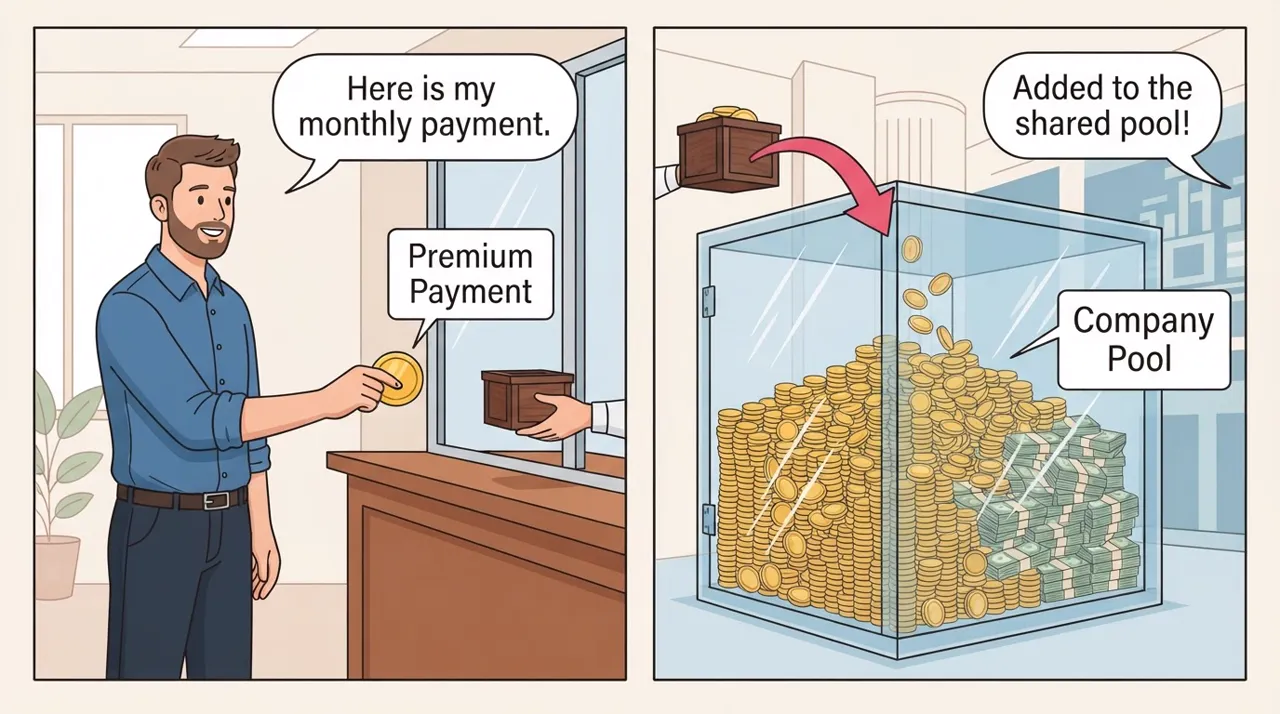 Here is my
monthly payment.
Premium
Payment
Added to the
shared pool!
Company
Pool